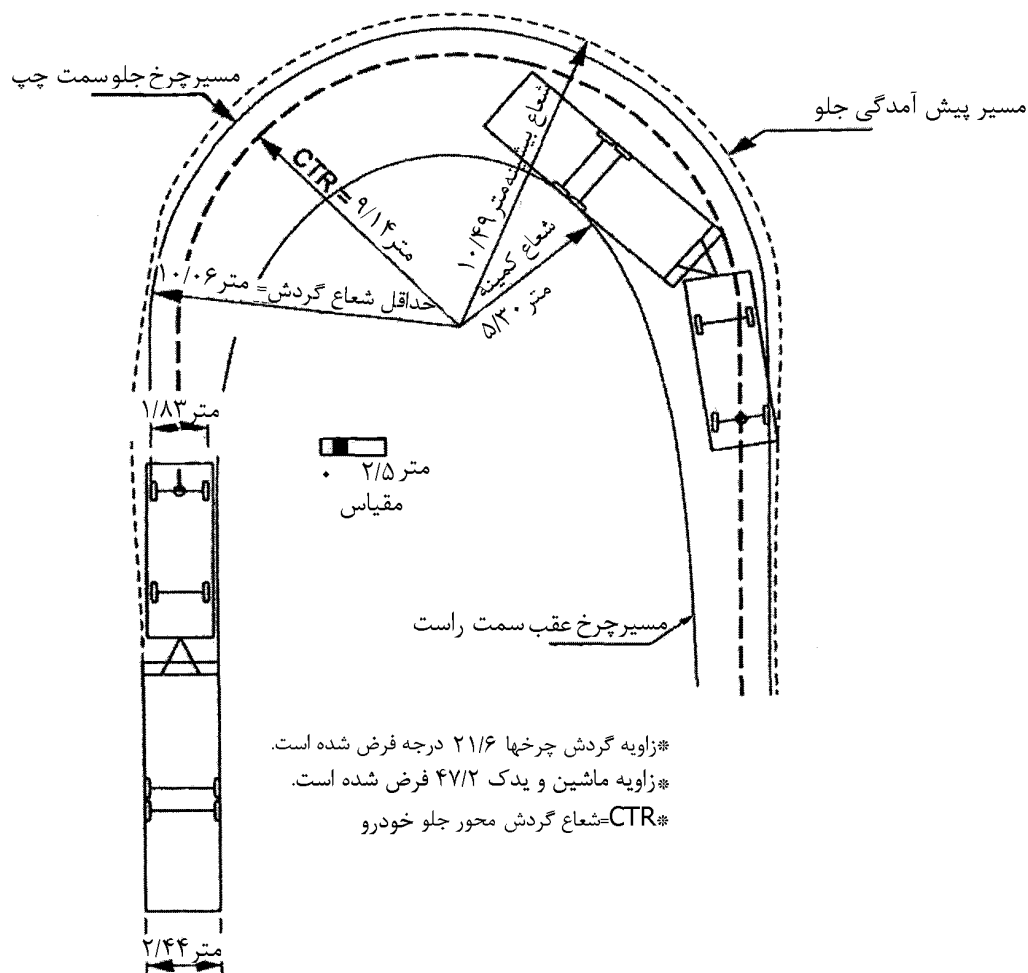 مسیر چرخ جلو سمت چپ
مسیر پیش آمدگی جلو
CTR = ۹/۱۴ متر
شعاع بیشینه
۱۰/۴۹ متر
شعاع کمینه
۵/۳۰ متر
حداقل شعاع گردش= متر ۱۰/۰۶
۱/۸۳ متر
۰ ۲/۵ متر
مقیاس
مسیر چرخ عقب سمت راست
*زاویه گردش چرخها ۲۱/۶ درجه فرض شده است.
*زاویه ماشین و یدک ۴۷/۲ فرض شده است.
*CTR=شعاع گردش محور جلو خودرو
۲/۴۴ متر